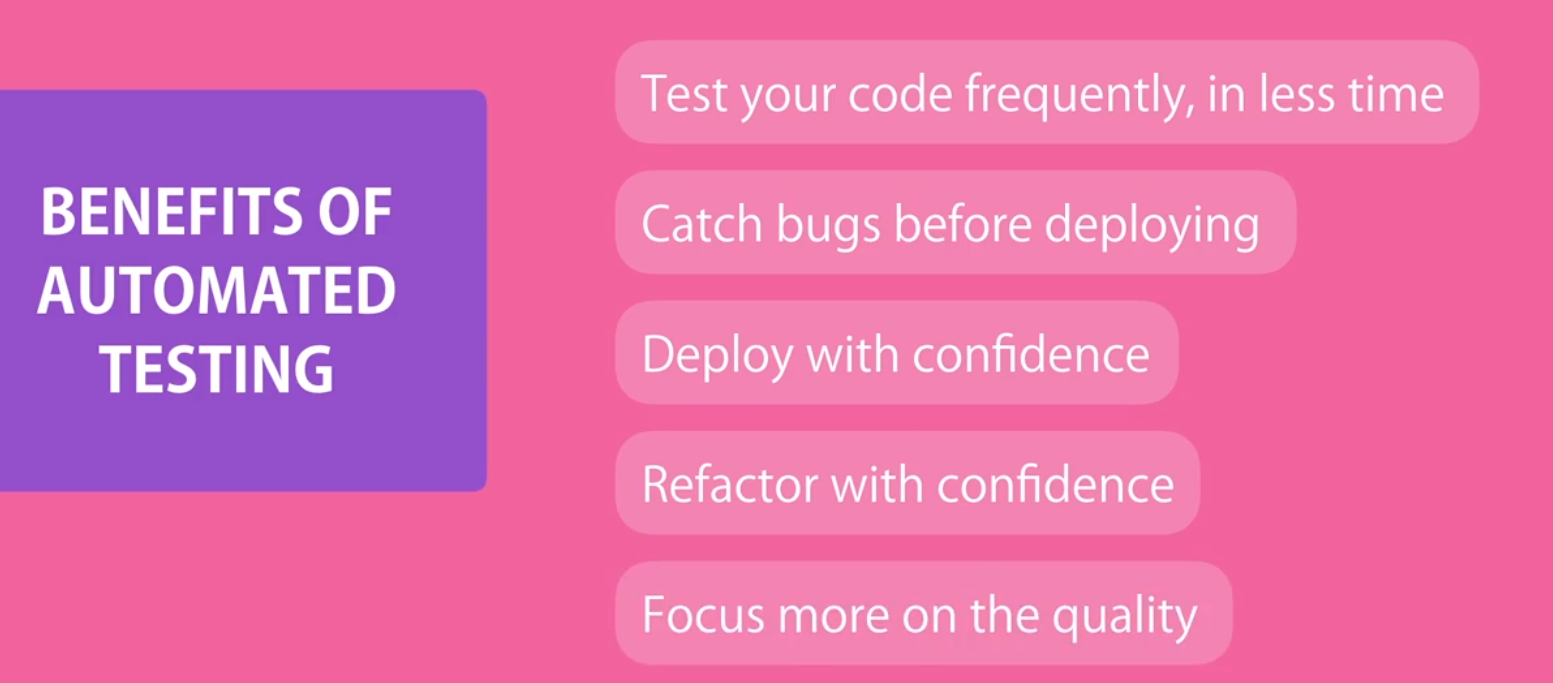 BENEFITS OF
AUTOMATED
TESTING
Test your code frequently, in less time
Catch bugs before deploying
Deploy with confidence
Refactor with confidence
Focus more on the quality